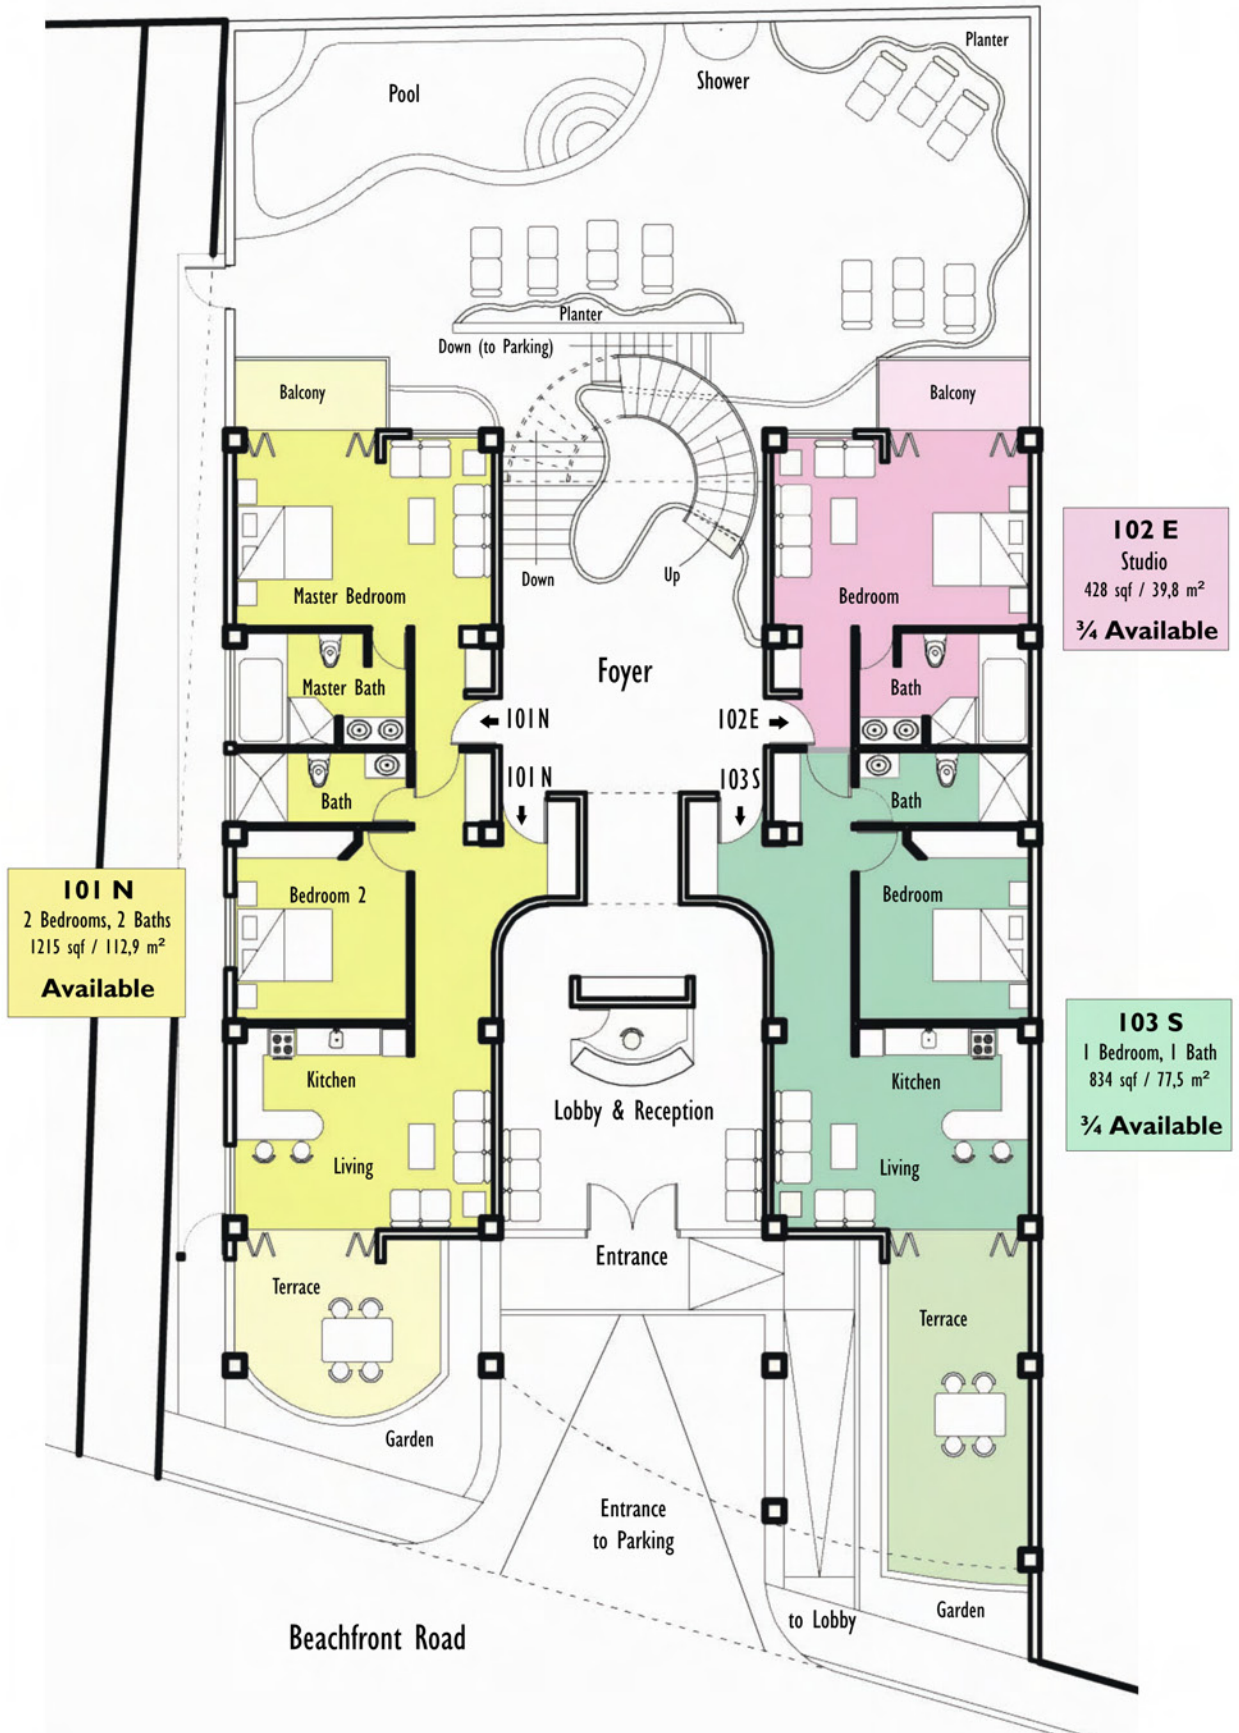 Planter
Pool
Shower
Planter
Down (to Parking)
Balcony
Balcony
102 E
Studio
428 sqf / 39,8 m²
¾ Available
Down
Up
Master Bedroom
Bedroom
Foyer
Master Bath
Bath
101N
102E
101 N
103S
Bath
Bath
101 N
2 Bedrooms, 2 Baths
1215 sqf / 112,9 m²
Available
Bedroom 2
Bedroom
103 S
1 Bedroom, 1 Bath
834 sqf / 77,5 m²
¾ Available
Kitchen
Kitchen
Lobby & Reception
Living
Living
Entrance
Terrace
Terrace
Garden
Entrance
to Parking
Garden
to Lobby
Beachfront Road